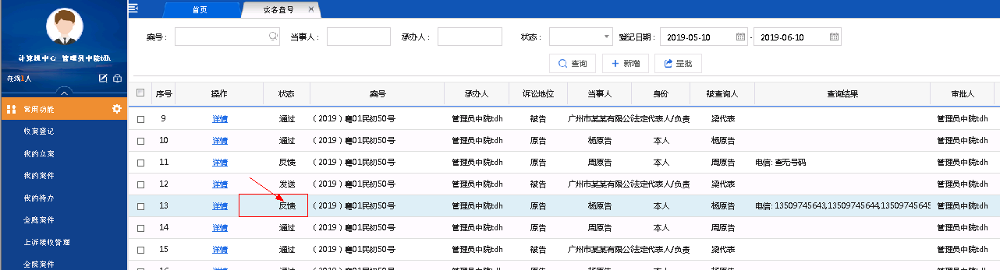 首页 实名查号
计算机中心 管理员中院tdh
在线1人
常用功能
收案登记
我的立案
我的案件
我的待办
全庭案件
上诉接收管理
全院案件
案号： 当事人： 承办人： 状态： 登记日期： 2019-05-10 - 2019-06-10
查询 新增 呈批
序号 操作 状态 案号 承办人 诉讼地位 当事人 身份 被查询人 查询结果 审批人
9 详情 通过 （2019）粤01民初50号 管理员中院tdh 被告 广州市某某有限公 法定代表人/负责 梁代表 管理员中院tdh
10 详情 通过 （2019）粤01民初50号 管理员中院tdh 原告 杨原告 本人 杨原告 管理员中院tdh
11 详情 反馈 （2019）粤01民初50号 管理员中院tdh 原告 周原告 本人 周原告 电信: 查无号码 管理员中院tdh
12 详情 发送 （2019）粤01民初50号 管理员中院tdh 被告 广州市某某有限公 法定代表人/负责 梁代表 管理员中院tdh
13 详情 反馈 （2019）粤01民初50号 管理员中院tdh 原告 杨原告 本人 杨原告 电信: 13509745643,13509745644,13509745645 管理员中院tdh
14 详情 通过 （2019）粤01民初50号 管理员中院tdh 原告 周原告 本人 周原告 管理员中院tdh
15 详情 通过 （2019）粤01民初50号 管理员中院tdh 被告 广州市某某有限公 法定代表人/负责 梁代表 管理员中院tdh